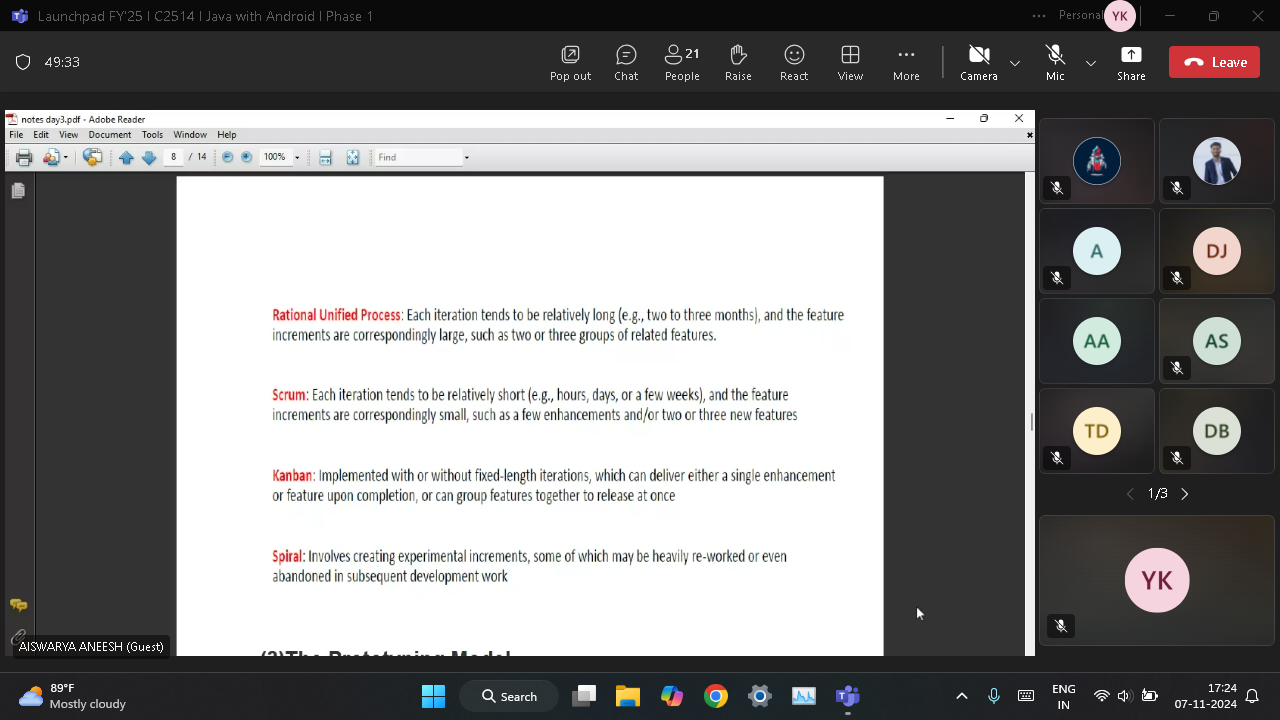 Launchpad FY'25 | C2514 | Java with Android | Phase 1
Personal
YK
49:33
Pop out
Chat
21
People
Raise
React
View
More
Camera
Mic
Share
Leave
notes day3.pdf - Adobe Reader
File Edit View Document Tools Window Help
8 / 14
100%
Find
Rational Unified Process: Each iteration tends to be relatively long (e.g., two to three months), and the feature
increments are correspondingly large, such as two or three groups of related features.
Scrum: Each iteration tends to be relatively short (e.g., hours, days, or a few weeks), and the feature
increments are correspondingly small, such as a few enhancements and/or two or three new features
Kanban: Implemented with or without fixed-length iterations, which can deliver either a single enhancement
or feature upon completion, or can group features together to release at once
Spiral: Involves creating experimental increments, some of which may be heavily re-worked or even
abandoned in subsequent development work
(3)The Prototyping Model
AISWARYA ANEESH (Guest)
A
DJ
AA
AS
TD
DB
1/3
YK
89°F
Mostly cloudy
Search
ENG
IN
17:24
07-11-2024